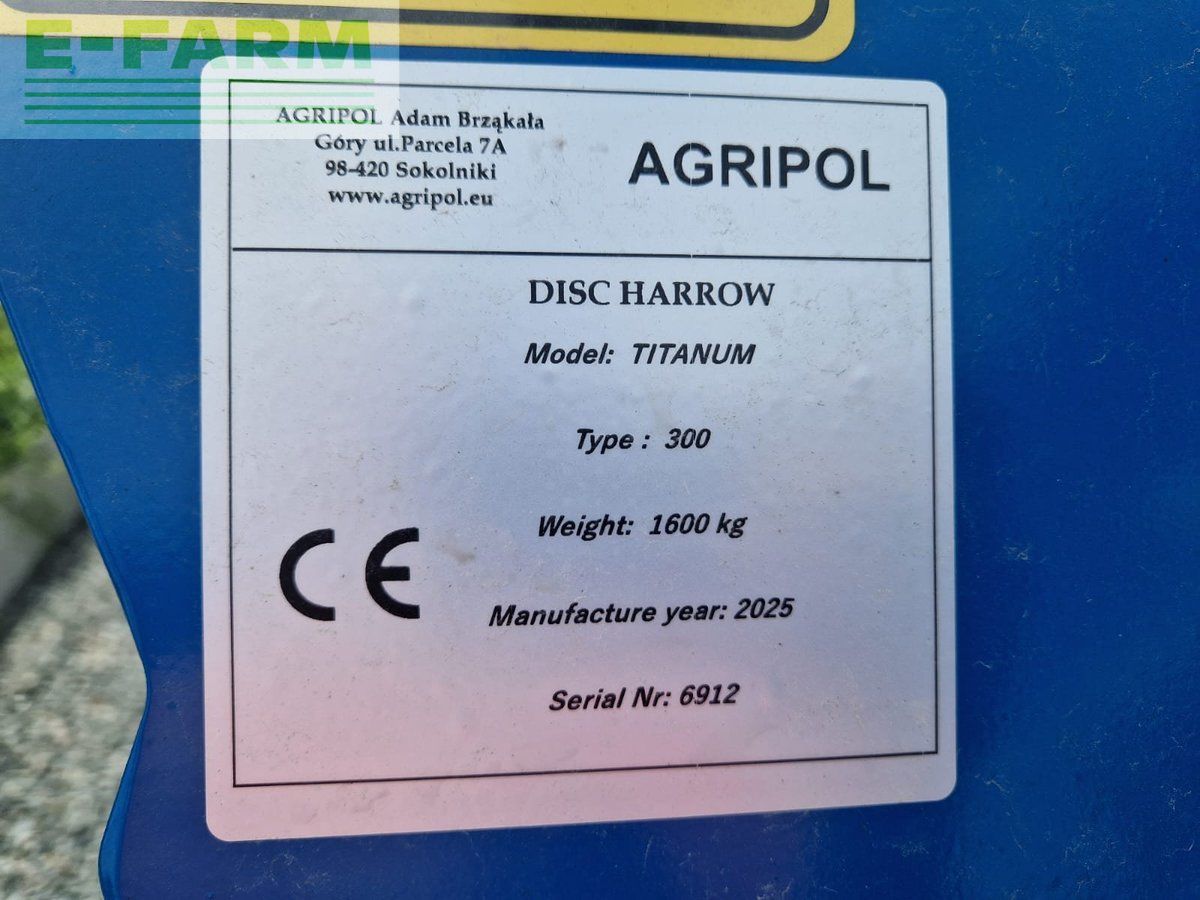 E-FARM
AGRIPOL Adam Brząkała
Góry ul.Parcela 7A
98-420 Sokolniki
www.agripol.eu
AGRIPOL
DISC HARROW
Model: TITANUM
Type : 300
Weight: 1600 kg
CE
Manufacture year: 2025
Serial Nr: 6912